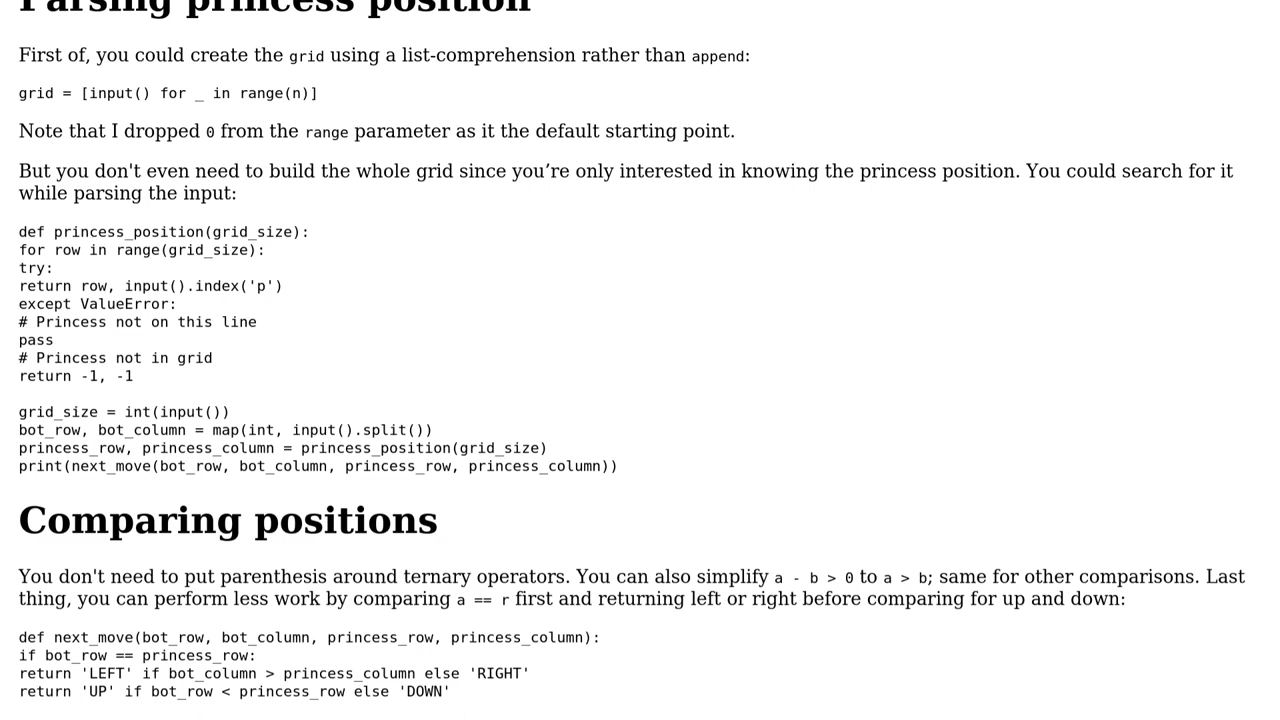 Parsing princess position
First of, you could create the grid using a list-comprehension rather than append:
grid = [input() for _ in range(n)]
Note that I dropped 0 from the range parameter as it the default starting point.
But you don't even need to build the whole grid since you’re only interested in knowing the princess position. You could search for it
while parsing the input:
def princess_position(grid_size):
for row in range(grid_size):
try:
return row, input().index('p')
except ValueError:
# Princess not on this line
pass
# Princess not in grid
return -1, -1
grid_size = int(input())
bot_row, bot_column = map(int, input().split())
princess_row, princess_column = princess_position(grid_size)
print(next_move(bot_row, bot_column, princess_row, princess_column))
Comparing positions
You don't need to put parenthesis around ternary operators. You can also simplify a - b > 0 to a > b; same for other comparisons. Last
thing, you can perform less work by comparing a == r first and returning left or right before comparing for up and down:
def next_move(bot_row, bot_column, princess_row, princess_column):
if bot_row == princess_row:
return 'LEFT' if bot_column > princess_column else 'RIGHT'
return 'UP' if bot_row < princess_row else 'DOWN'